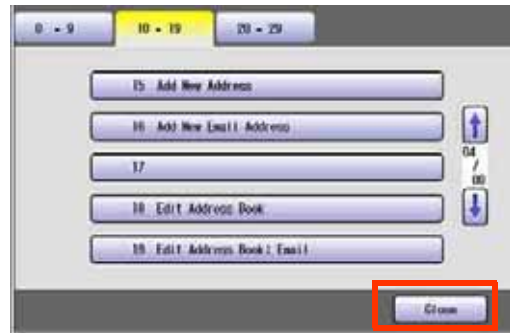 0 - 9
10 - 19
20 - 29
15 Add New Address
16 Add New Email Address
17
18 Edit Address Book
19 Edit Address Book: Email
04
/
Close